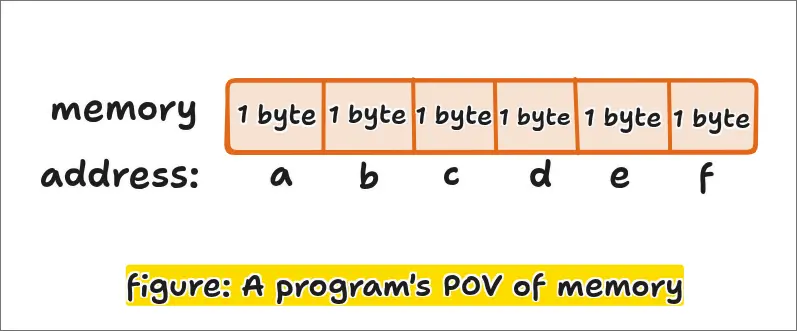 memory
1 byte 1 byte 1 byte 1 byte 1 byte 1 byte
address: a b c d e f
figure: A program's POV of memory